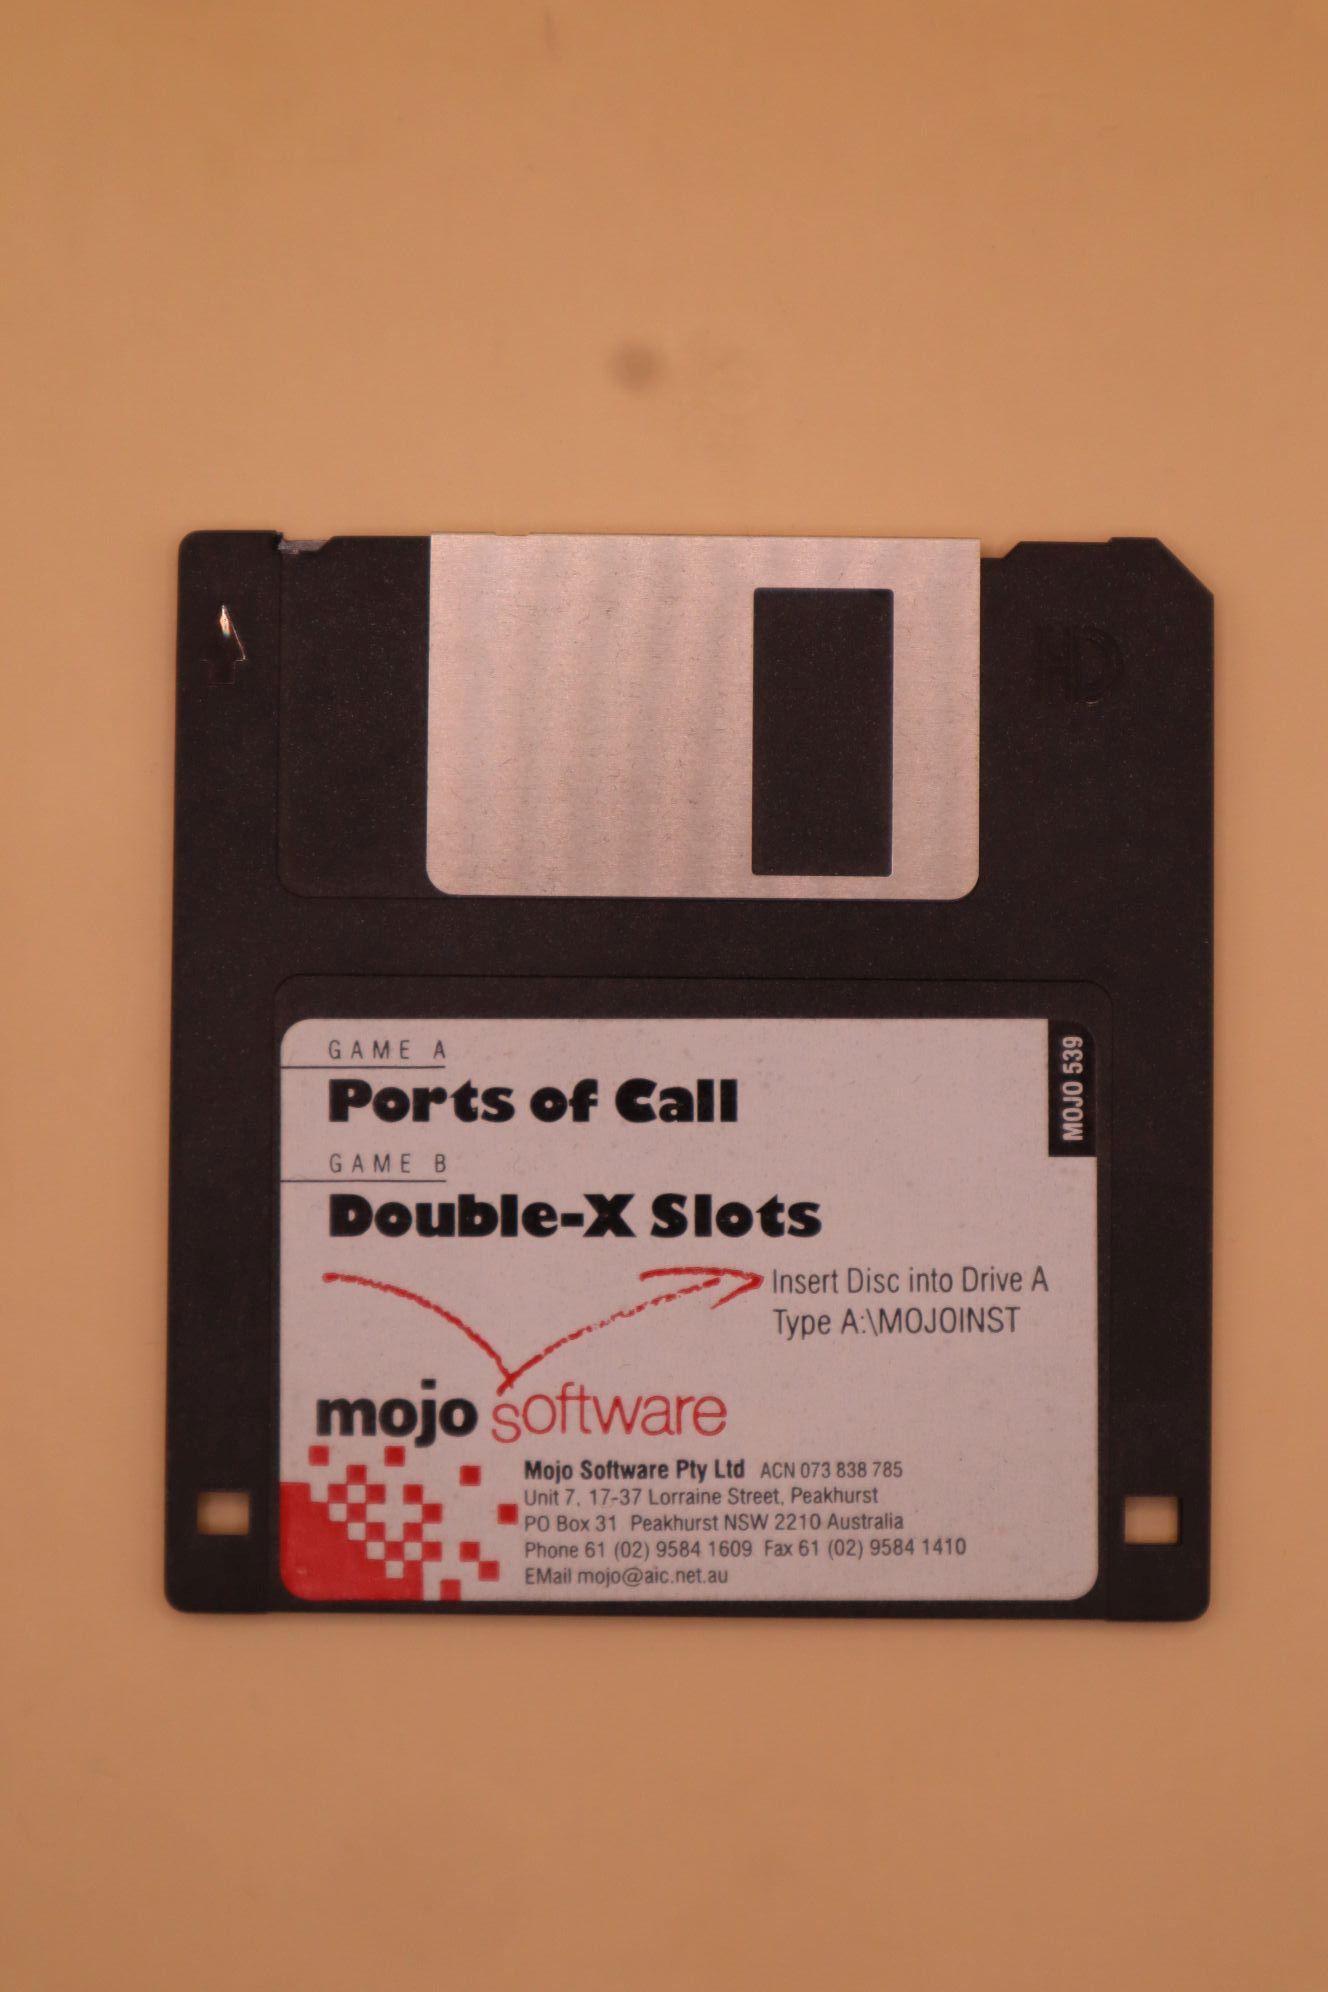 HD
GAME A
Ports of Call
MOJO 539
GAME B
Double-X Slots
Insert Disc into Drive A
Type A:\MOJOINST
mojo software
Mojo Software Pty Ltd ACN 073 838 785
Unit 7, 17-37 Lorraine Street, Peakhurst
PO Box 31 Peakhurst NSW 2210 Australia
Phone 61 (02) 9584 1609 Fax 61 (02) 9584 1410
EMail mojo@aic.net.au